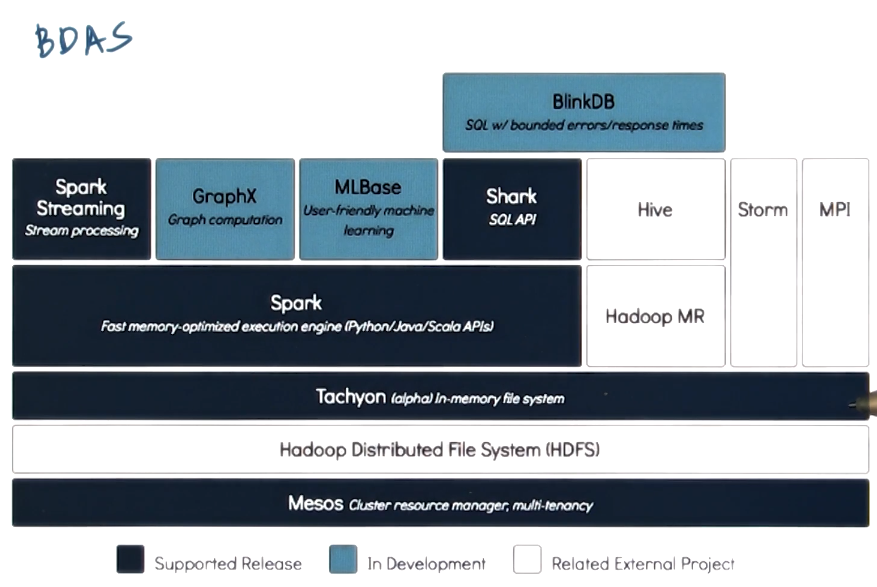 BDAS
BlinkDB
SQL w/ bounded errors/response times
Spark
Streaming
Stream processing
GraphX
Graph computation
MLBase
User-friendly machine
learning
Shark
SQL API
Hive
Storm
MPI
Spark
Fast memory-optimized execution engine (Python/Java/Scala APIs)
Hadoop MR
Tachyon (alpha) In-memory file system
Hadoop Distributed File System (HDFS)
Mesos Cluster resource manager, multi-tenancy
Supported Release
In Development
Related External Project